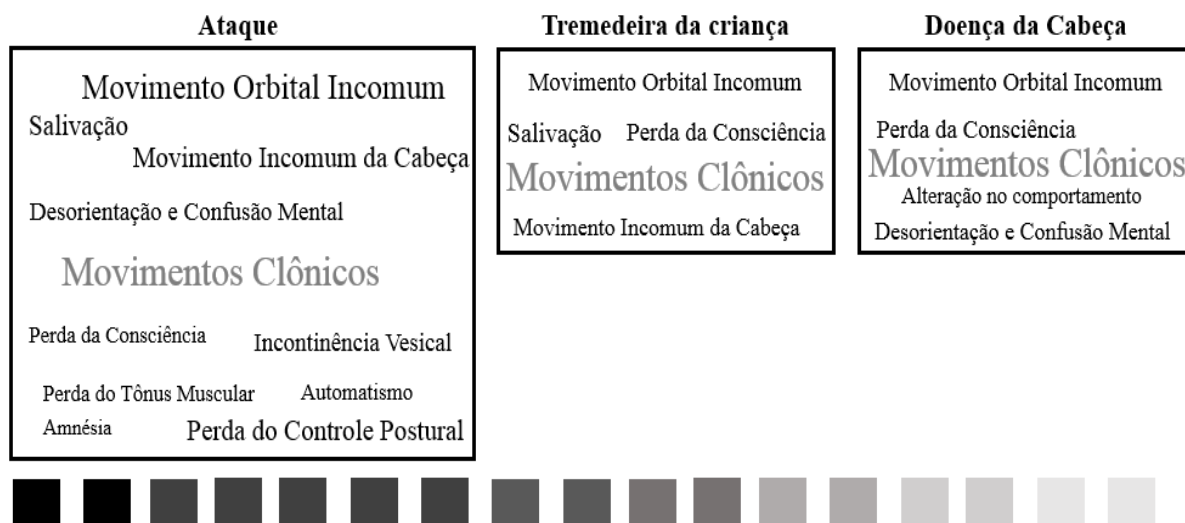 Ataque
Movimento Orbital Incomum
Salivação
Movimento Incomum da Cabeça
Desorientação e Confusão Mental
Movimentos Clônicos
Perda da Consciência
Incontinência Vesical
Perda do Tônus Muscular
Automatismo
Amnésia
Perda do Controle Postural
Tremedeira da criança
Movimento Orbital Incomum
Salivação
Perda da Consciência
Movimentos Clônicos
Movimento Incomum da Cabeça
Doença da Cabeça
Movimento Orbital Incomum
Perda da Consciência
Movimentos Clônicos
Alteração no comportamento
Desorientação e Confusão Mental